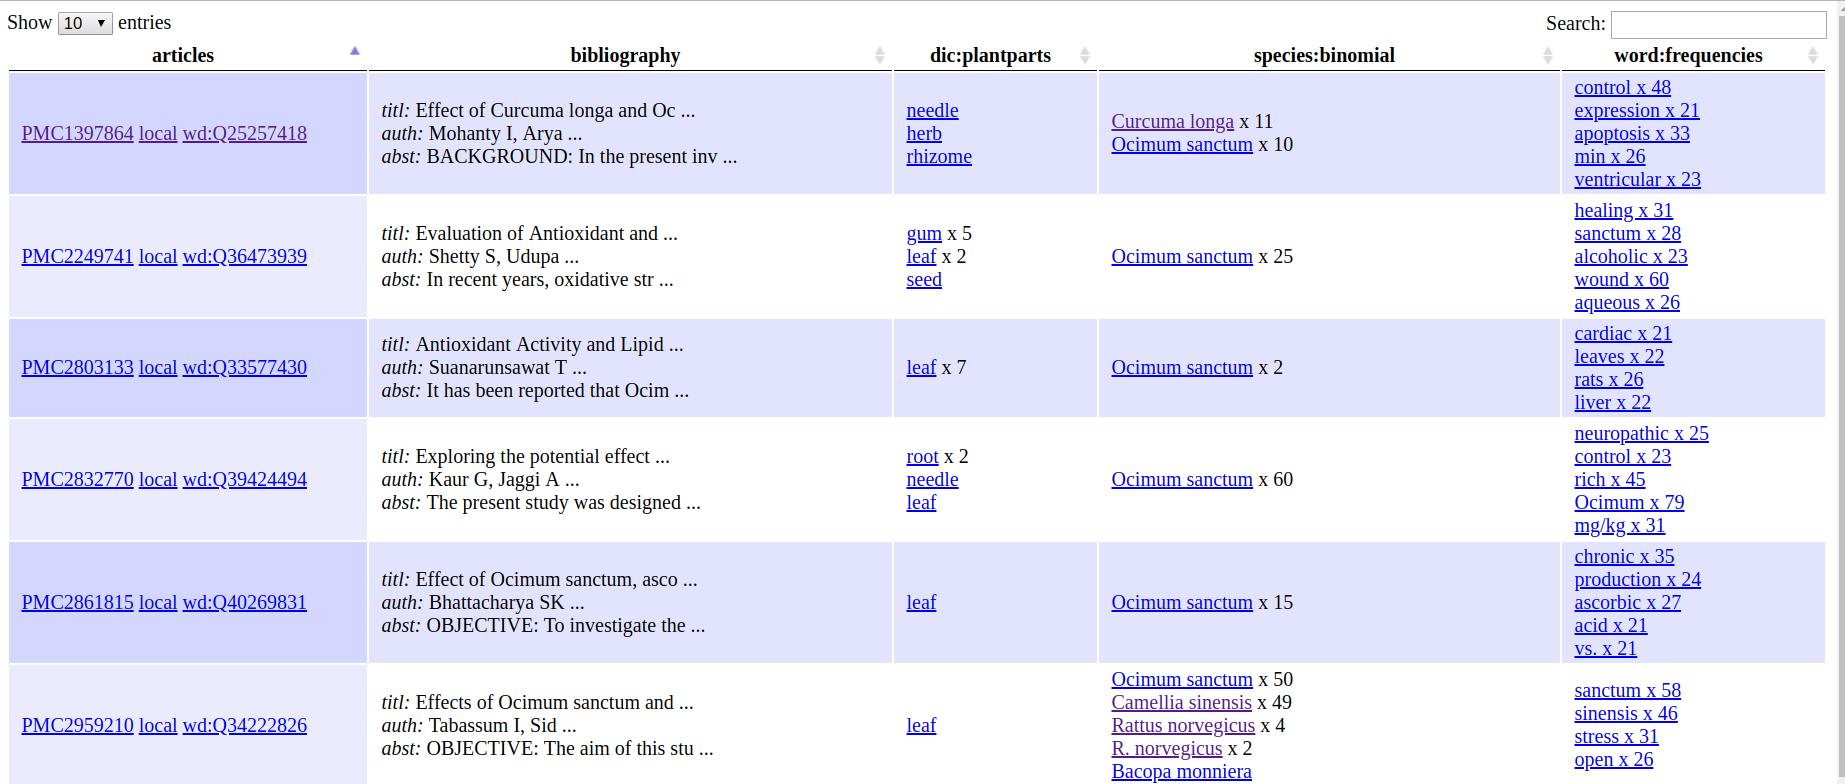 Show 10 entries
Search:
articles bibliography dic:plantparts species:binomial word:frequencies
PMC1397864 local wd:Q25257418
titl: Effect of Curcuma longa and Oc ...
auth: Mohanty I, Arya ...
abst: BACKGROUND: In the present inv ...
needle
herb
rhizome
Curcuma longa x 11
Ocimum sanctum x 10
control x 48
expression x 21
apoptosis x 33
min x 26
ventricular x 23
PMC2249741 local wd:Q36473939
titl: Evaluation of Antioxidant and ...
auth: Shetty S, Udupa ...
abst: In recent years, oxidative str ...
gum x 5
leaf x 2
seed
Ocimum sanctum x 25
healing x 31
sanctum x 28
alcoholic x 23
wound x 60
aqueous x 26
PMC2803133 local wd:Q33577430
titl: Antioxidant Activity and Lipid ...
auth: Suanarunsawat T ...
abst: It has been reported that Ocim ...
leaf x 7
Ocimum sanctum x 2
cardiac x 21
leaves x 22
rats x 26
liver x 22
PMC2832770 local wd:Q39424494
titl: Exploring the potential effect ...
auth: Kaur G, Jaggi A ...
abst: The present study was designed ...
root x 2
needle
leaf
Ocimum sanctum x 60
neuropathic x 25
control x 23
rich x 45
Ocimum x 79
mg/kg x 31
PMC2861815 local wd:Q40269831
titl: Effect of Ocimum sanctum, asco ...
auth: Bhattacharya SK ...
abst: OBJECTIVE: To investigate the ...
leaf
Ocimum sanctum x 15
chronic x 35
production x 24
ascorbic x 27
acid x 21
vs. x 21
PMC2959210 local wd:Q34222826
titl: Effects of Ocimum sanctum and ...
auth: Tabassum I, Sid ...
abst: OBJECTIVE: The aim of this stu ...
leaf
Ocimum sanctum x 50
Camellia sinensis x 49
Rattus norvegicus x 4
R. norvegicus x 2
Bacopa monniera
sanctum x 58
sinensis x 46
stress x 31
open x 26